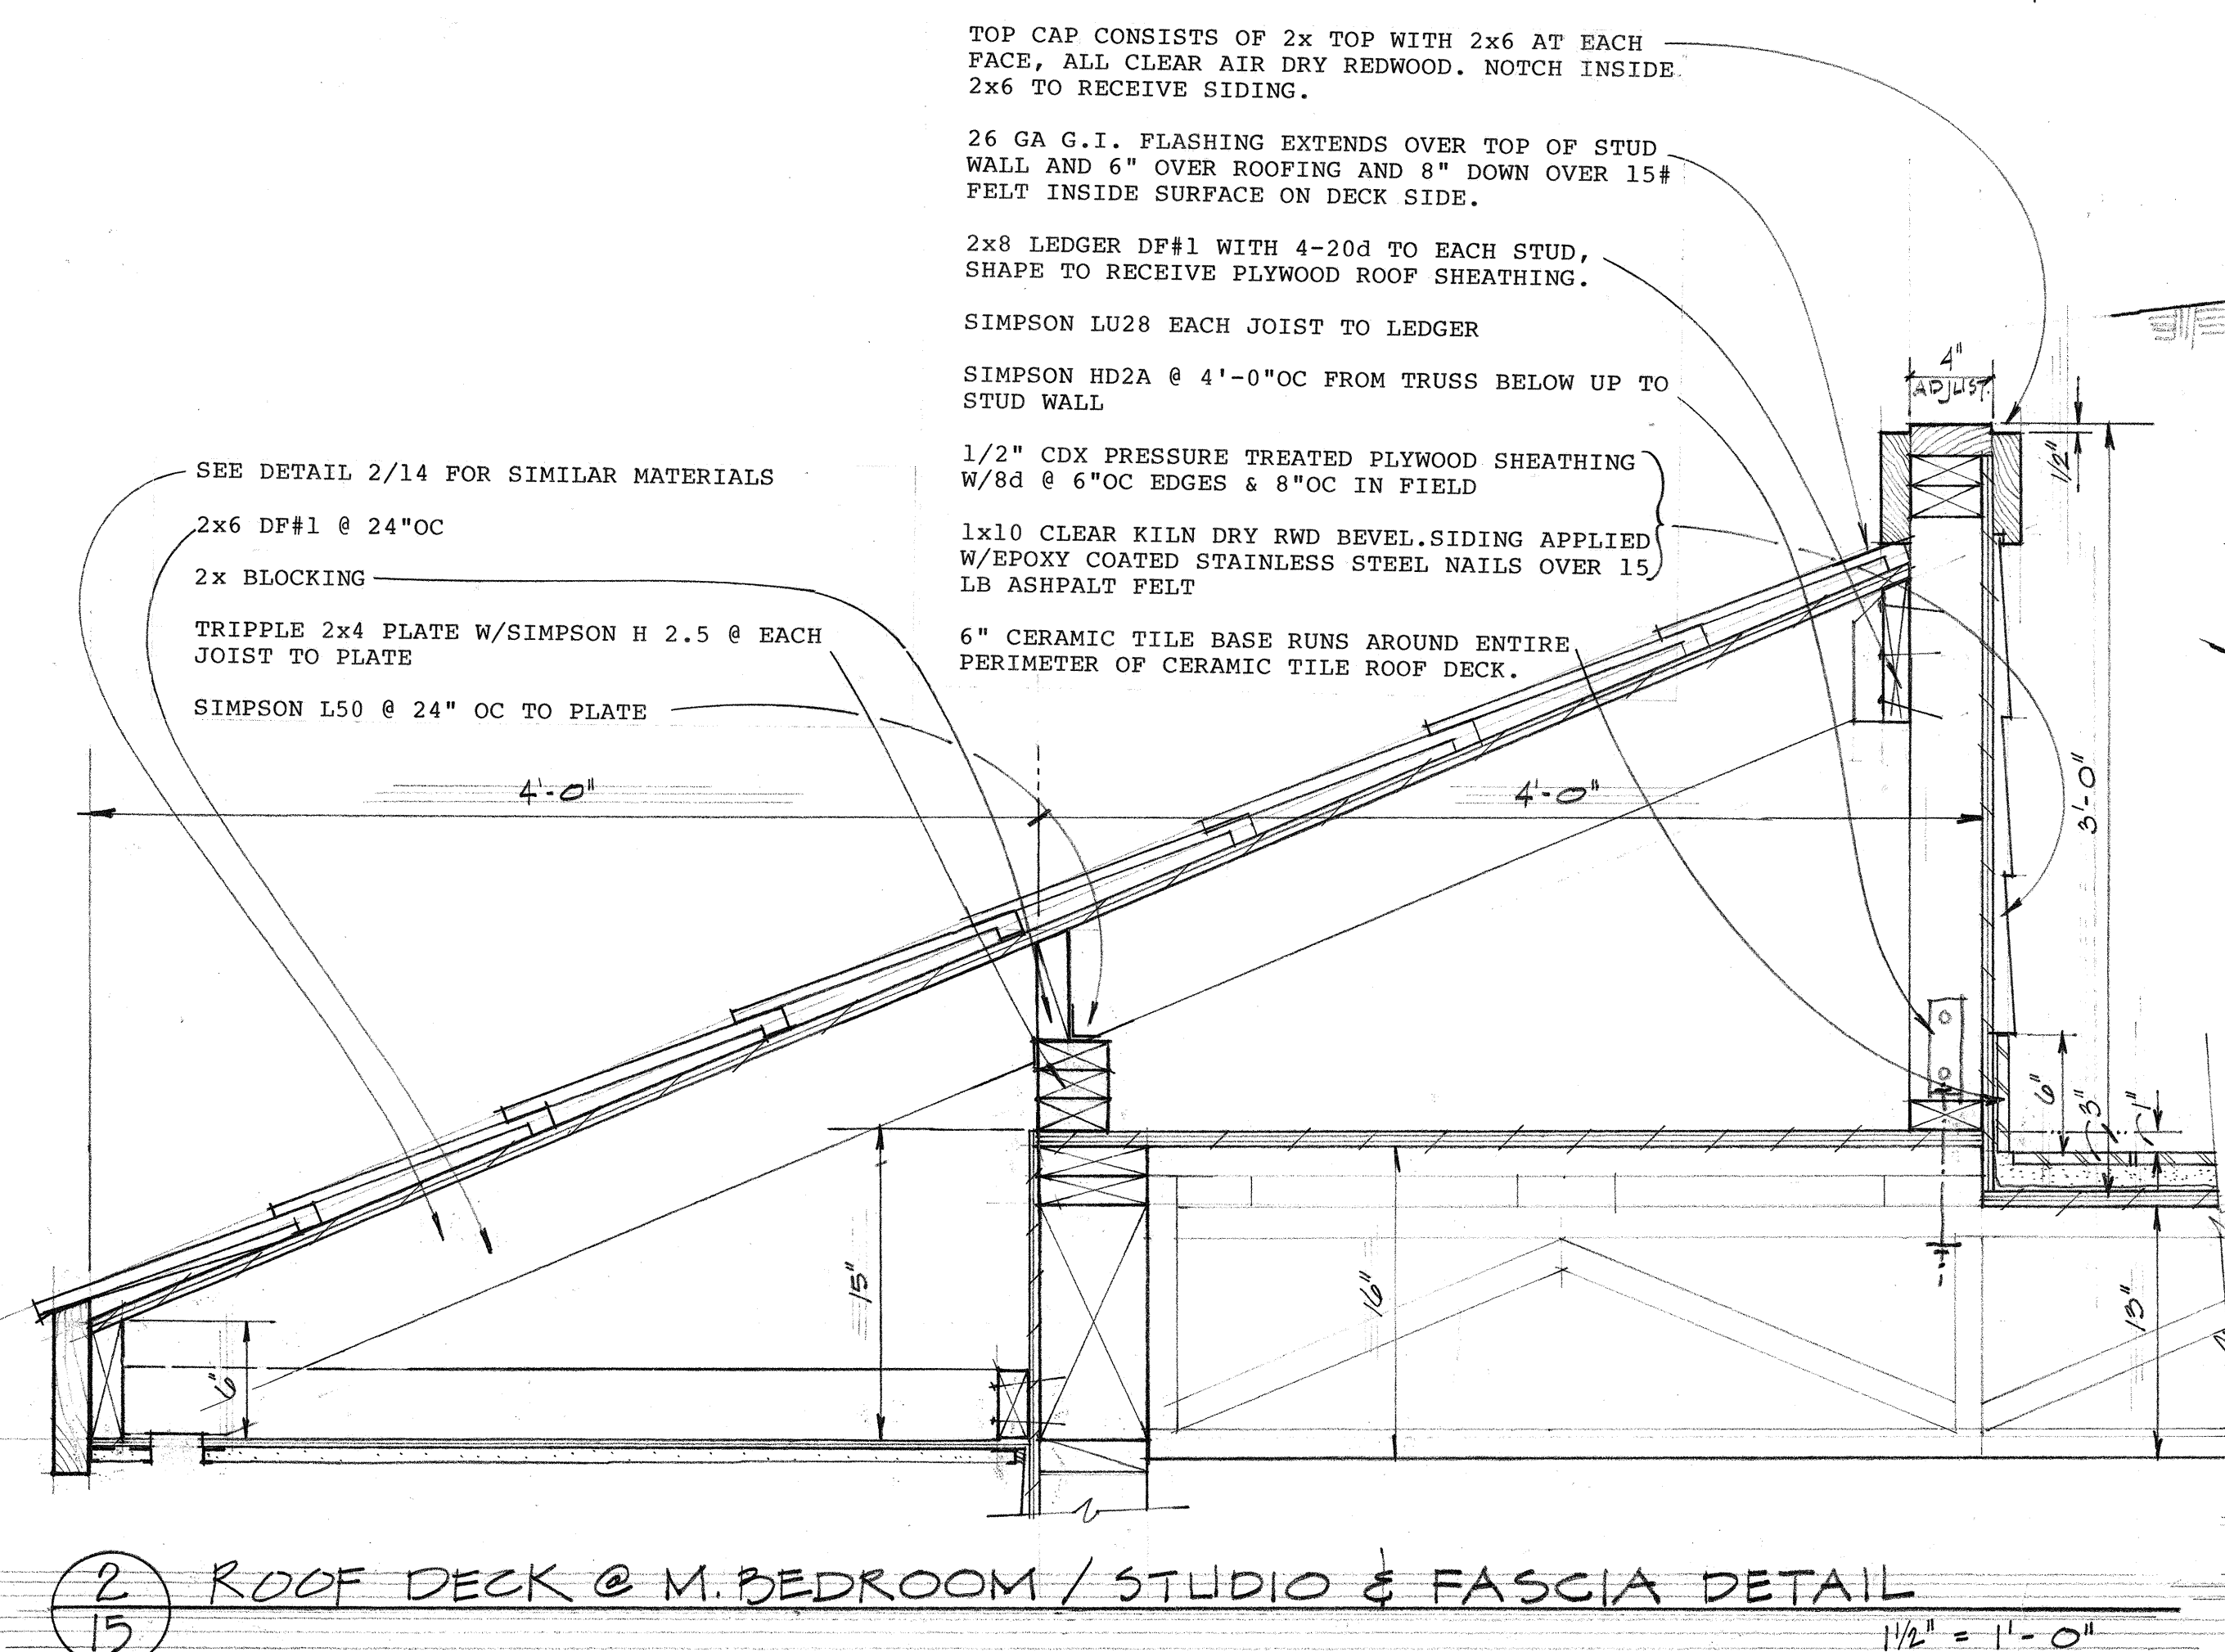 TOP CAP CONSISTS OF 2x TOP WITH 2x6 AT EACH
FACE, ALL CLEAR AIR DRY REDWOOD. NOTCH INSIDE
2x6 TO RECEIVE SIDING.
26 GA G.I. FLASHING EXTENDS OVER TOP OF STUD
WALL AND 6" OVER ROOFING AND 8" DOWN OVER 15#
FELT INSIDE SURFACE ON DECK SIDE.
2x8 LEDGER DF#1 WITH 4-20d TO EACH STUD,
SHAPE TO RECEIVE PLYWOOD ROOF SHEATHING.
SIMPSON LU28 EACH JOIST TO LEDGER
SIMPSON HD2A @ 4'-0"OC FROM TRUSS BELOW UP TO
STUD WALL
1/2" CDX PRESSURE TREATED PLYWOOD SHEATHING
W/8d @ 6"OC EDGES & 8"OC IN FIELD
1x10 CLEAR KILN DRY RWD BEVEL.SIDING APPLIED
W/EPOXY COATED STAINLESS STEEL NAILS OVER 15
LB ASHPALT FELT
6" CERAMIC TILE BASE RUNS AROUND ENTIRE
PERIMETER OF CERAMIC TILE ROOF DECK.
SEE DETAIL 2/14 FOR SIMILAR MATERIALS
2x6 DF#1 @ 24"OC
2x BLOCKING
TRIPPLE 2x4 PLATE W/SIMPSON H 2.5 @ EACH
JOIST TO PLATE
SIMPSON L50 @ 24" OC TO PLATE
4"
ADJUST.
1/2"
4'-0"
4'-0"
3'-0"
6"
3"
1"
15"
16"
13"
6"
2
15
ROOF DECK @ M. BEDROOM / STUDIO & FASCIA DETAIL
1 1/2" = 1'-0"